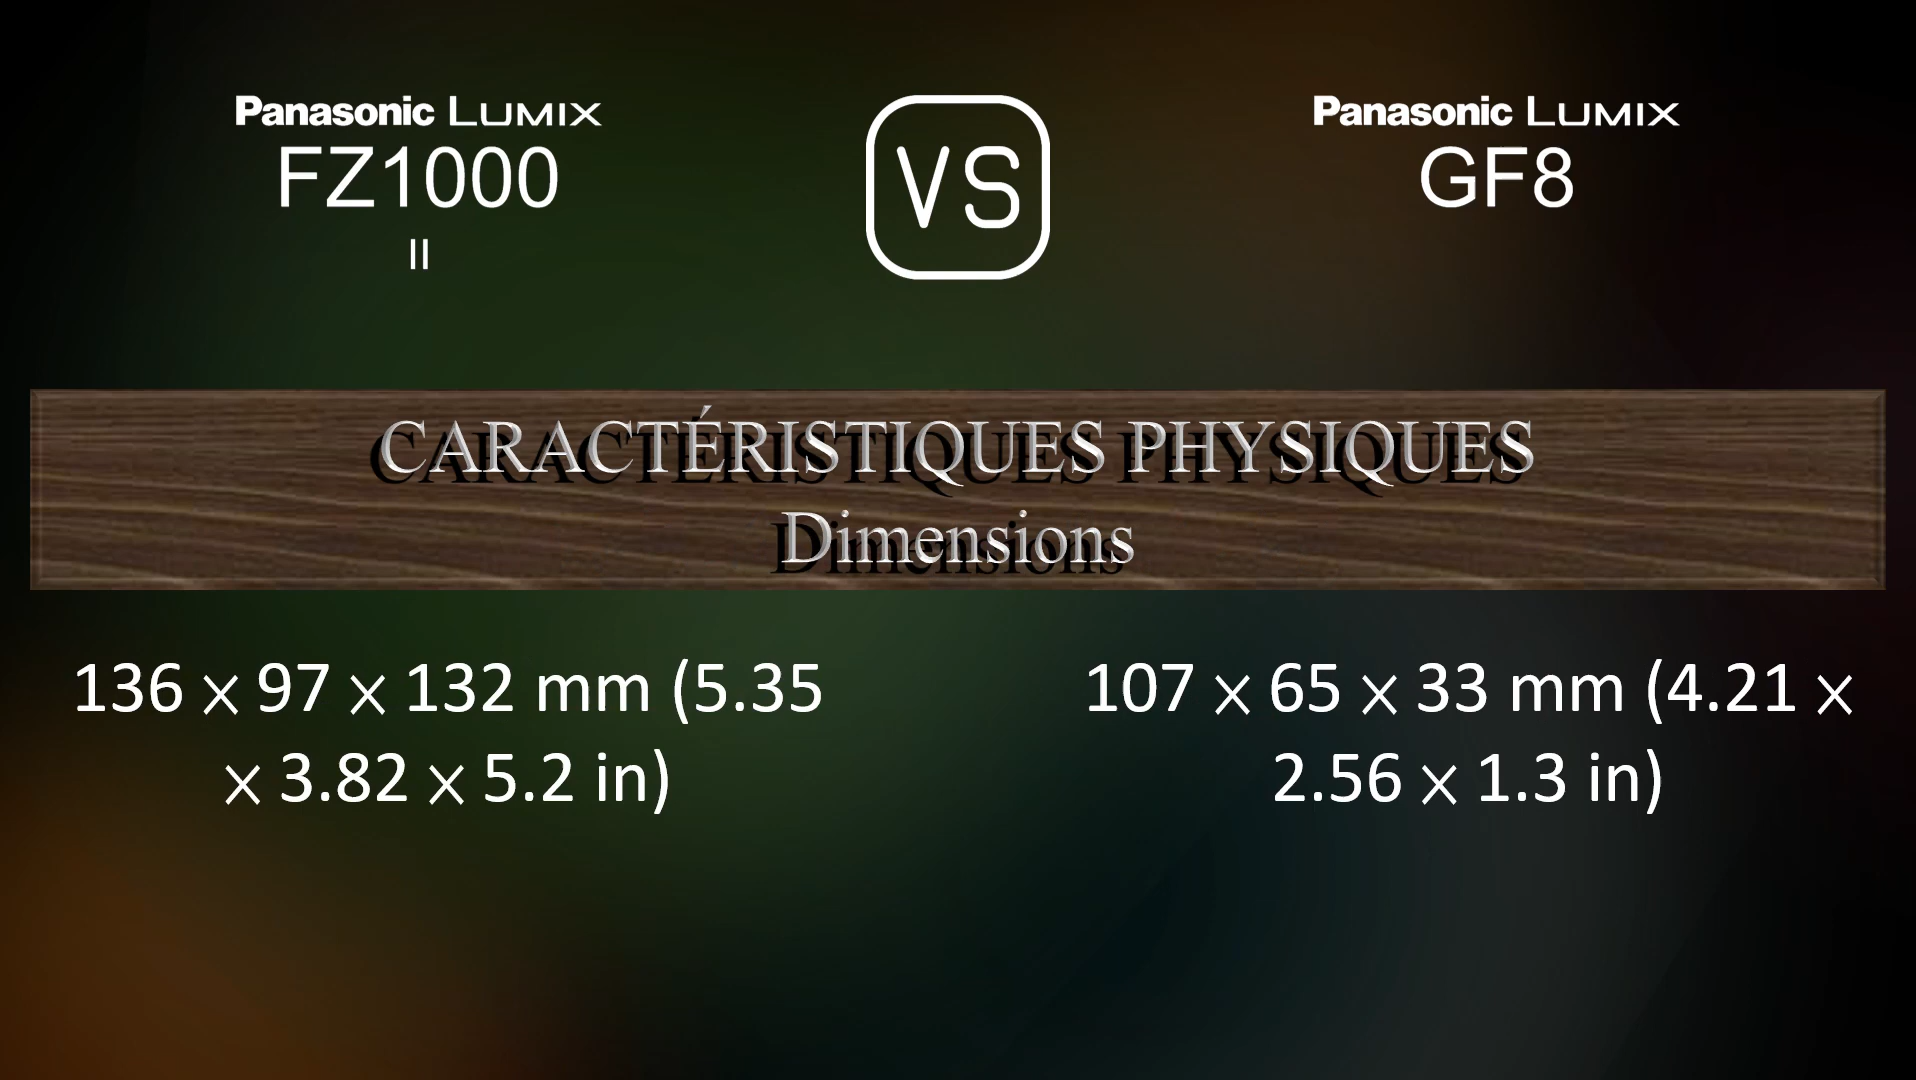 Panasonic LUMIX
FZ1000
II
VS
Panasonic LUMIX
GF8
CARACTÉRISTIQUES PHYSIQUES
Dimensions
136 x 97 x 132 mm (5.35
x 3.82 x 5.2 in)
107 x 65 x 33 mm (4.21 x
2.56 x 1.3 in)